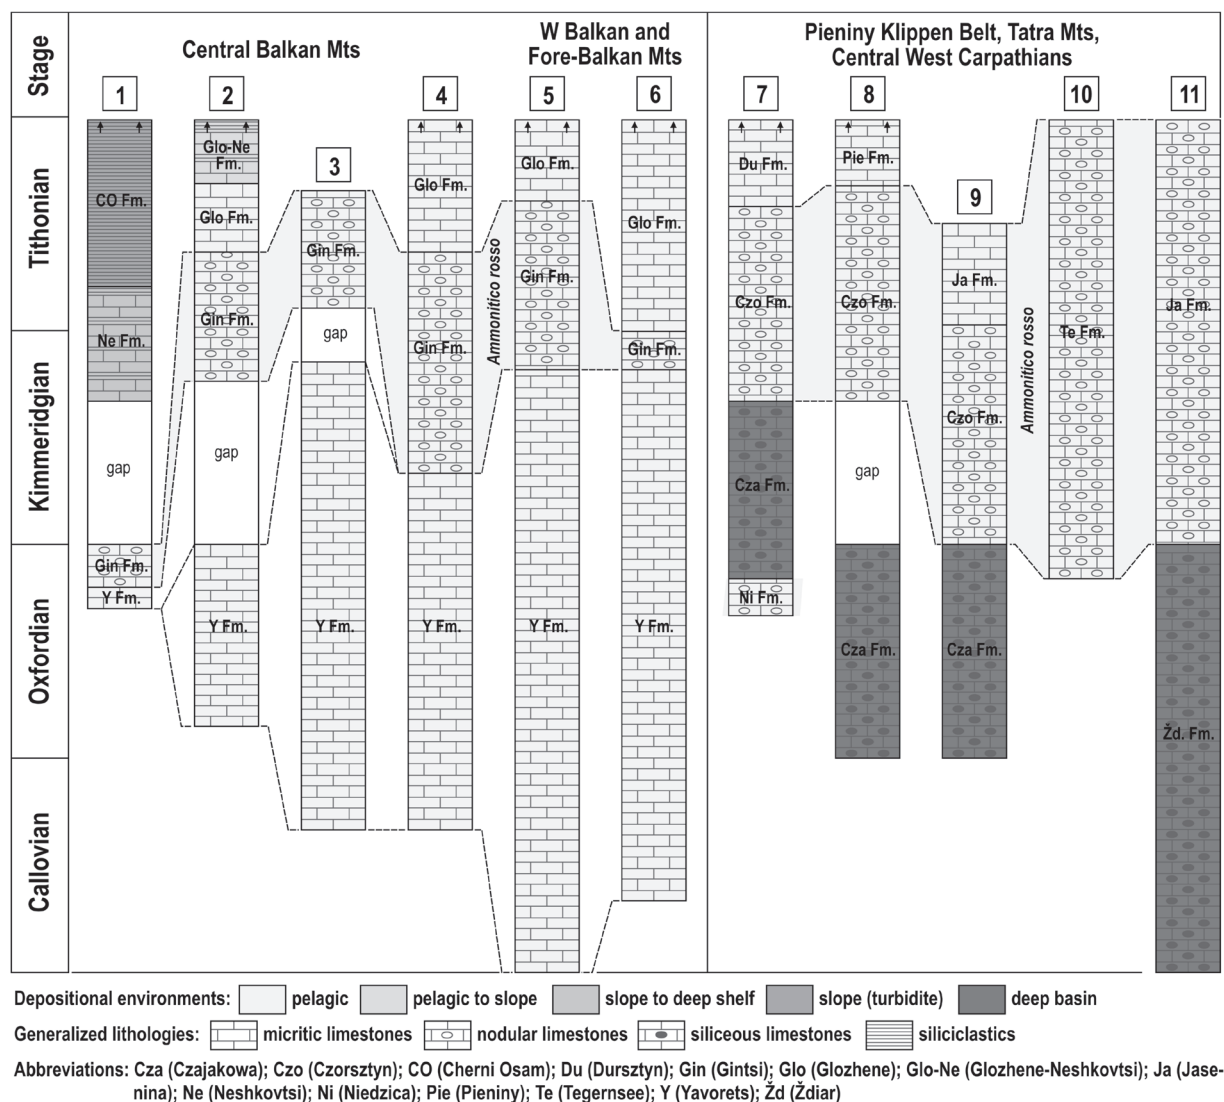 Stage
Central Balkan Mts
W Balkan and
Fore-Balkan Mts
Pieniny Klippen Belt, Tatra Mts,
Central West Carpathians
1
2
3
4
5
6
7
8
9
10
11
Tithonian
Kimmeridgian
Oxfordian
Callovian
CO Fm.
Ne Fm.
gap
Gin Fm.
Y Fm.
Glo-Ne
Fm.
Glo Fm.
Gin Fm.
gap
Y Fm.
Gin Fm.
gap
Y Fm.
Glo Fm.
Gin Fm.
Y Fm.
Ammonitico rosso
Glo Fm.
Gin Fm.
Y Fm.
Glo Fm.
Gin Fm.
Y Fm.
Du Fm.
Czo Fm.
Cza Fm.
Ni Fm.
Pie Fm.
Czo Fm.
gap
Cza Fm.
Ja Fm.
Czo Fm.
Cza Fm.
Ammonitico rosso
Te Fm.
Ja Fm.
Žd. Fm.
Depositional environments: pelagic pelagic to slope slope to deep shelf slope (turbidite) deep basin
Generalized lithologies: micritic limestones nodular limestones siliceous limestones siliciclastics
Abbreviations: Cza (Czajakowa); Czo (Czorsztyn); CO (Cherni Osam); Du (Dursztyn); Gin (Gintsi); Glo (Glozhene); Glo-Ne (Glozhene-Neshkovtsi); Ja (Jase-
nina); Ne (Neshkovtsi); Ni (Niedzica); Pie (Pieniny); Te (Tegernsee); Y (Yavorets); Žd (Ždiar)